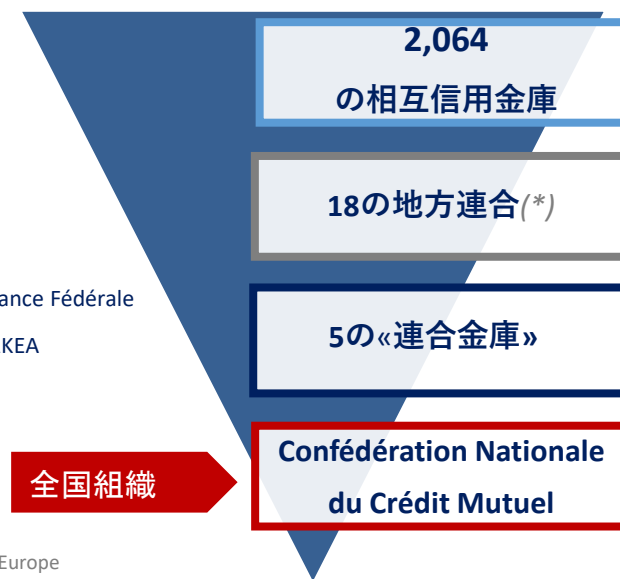 2,064
の相互信用金庫
18の地方連合(*)
ance Fédérale
5の«連合金庫»
KEA
Confédération Nationale
全国組織
du Crédit Mutuel
Europe